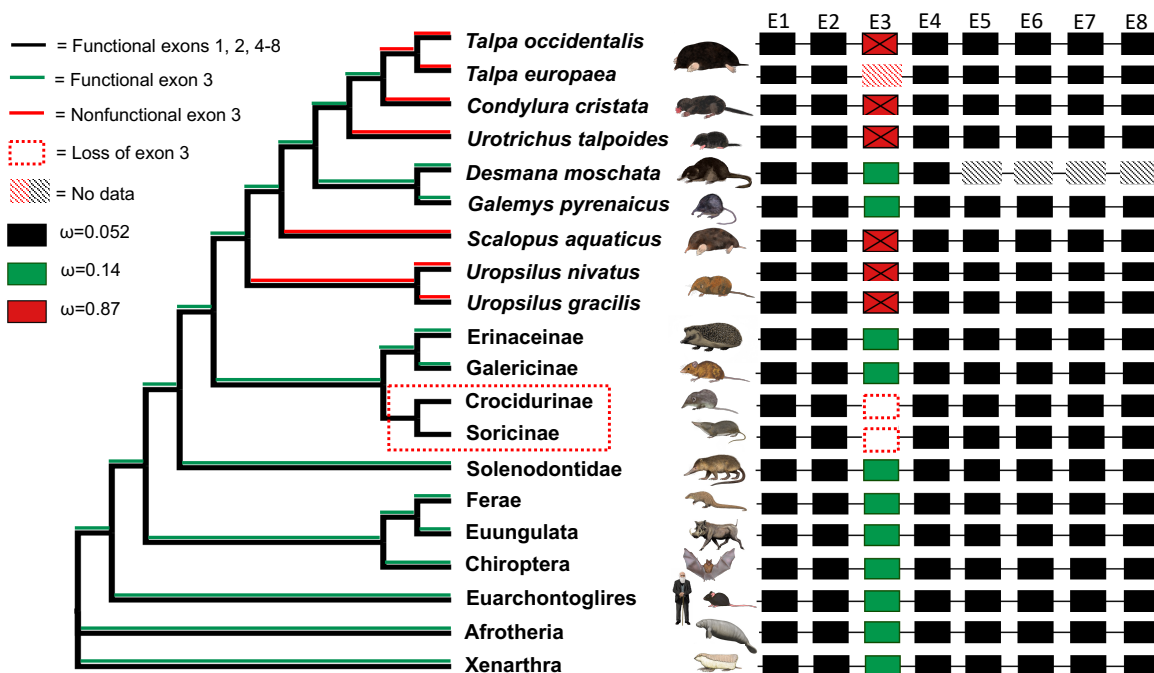 E1 E2 E3 E4 E5 E6 E7 E8
= Functional exons 1, 2, 4-8
= Functional exon 3
= Nonfunctional exon 3
= Loss of exon 3
= No data
ω=0.052
ω=0.14
ω=0.87
Talpa occidentalis
Talpa europaea
Condylura cristata
Urotrichus talpoides
Desmana moschata
Galemys pyrenaicus
Scalopus aquaticus
Uropsilus nivatus
Uropsilus gracilis
Erinaceinae
Galericinae
Crocidurinae
Soricinae
Solenodontidae
Ferae
Euungulata
Chiroptera
Euarchontoglires
Afrotheria
Xenarthra